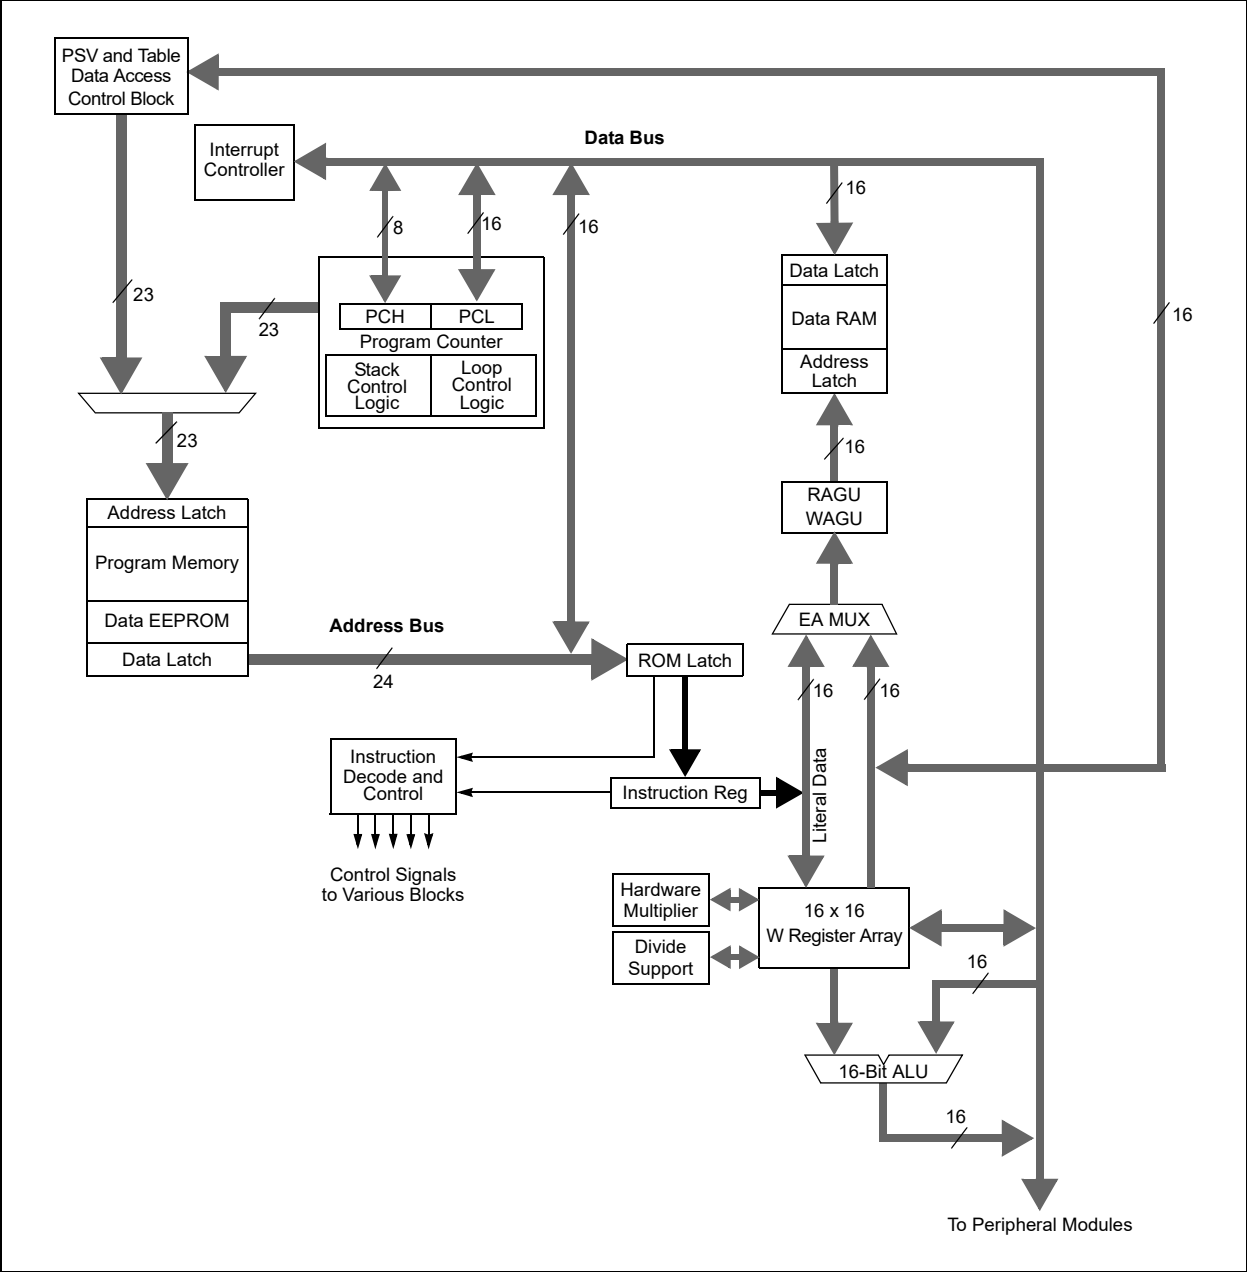 PSV and Table
Data Access
Control Block
Interrupt
Controller
Data Bus
16
8
16
16
23
23
16
PCH
PCL
Program Counter
Stack
Control
Logic
Loop
Control
Logic
Data Latch
Data RAM
Address
Latch
23
16
RAGU
WAGU
Address Latch
Program Memory
Data EEPROM
Data Latch
Address Bus
24
EA MUX
ROM Latch
16
16
Instruction
Decode and
Control
Instruction Reg
Literal Data
Control Signals
to Various Blocks
Hardware
Multiplier
Divide
Support
16 x 16
W Register Array
16
16-Bit ALU
16
To Peripheral Modules